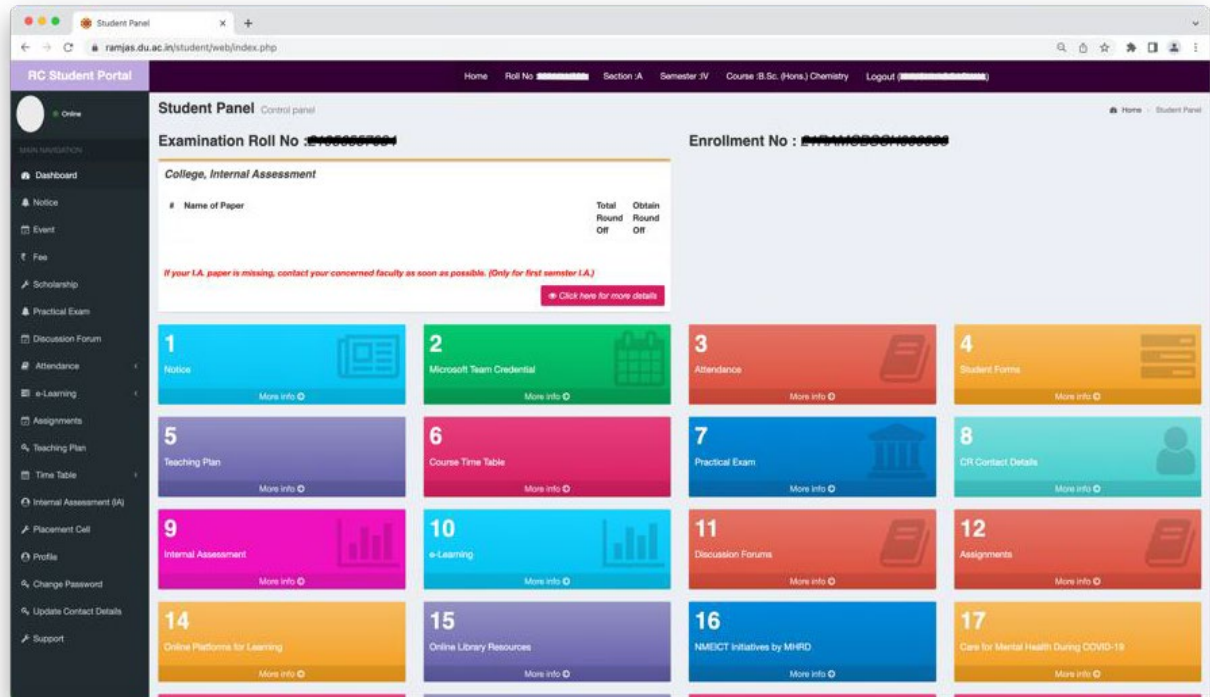 Student Panel
ramjas.du.ac.in/student/web/index.php
RC Student Portal
Home Roll No : Section :A Semester :IV Course :B.Sc. (Hons.) Chemistry Logout ( )
Online
MAIN NAVIGATION
Dashboard
Notice
Event
Fee
Scholarship
Practical Exam
Discussion Forum
Attendance
e-Learning
Assignments
Teaching Plan
Time Table
Internal Assessment (IA)
Placement Cell
Profile
Change Password
Update Contact Details
Support
Student Panel Control panel
Home Student Panel
Examination Roll No :
Enrollment No :
College, Internal Assessment
# Name of Paper Total Round Off Obtain Round Off
If your I.A. paper is missing, contact your concerned faculty as soon as possible. (Only for first semster I.A.)
Click here for more details
1
Notice
More info
2
Microsoft Team Credential
More info
3
Attendance
More info
4
Student Forms
More info
5
Teaching Plan
More info
6
Course Time Table
More info
7
Practical Exam
More info
8
CR Contact Details
More info
9
Internal Assessment
More info
10
e-Learning
More info
11
Discussion Forums
More info
12
Assignments
More info
14
Online Platforms for Learning
More info
15
Online Library Resources
More info
16
NMEICT Initiatives by MHRD
More info
17
Care for Mental Health During COVID-19
More info